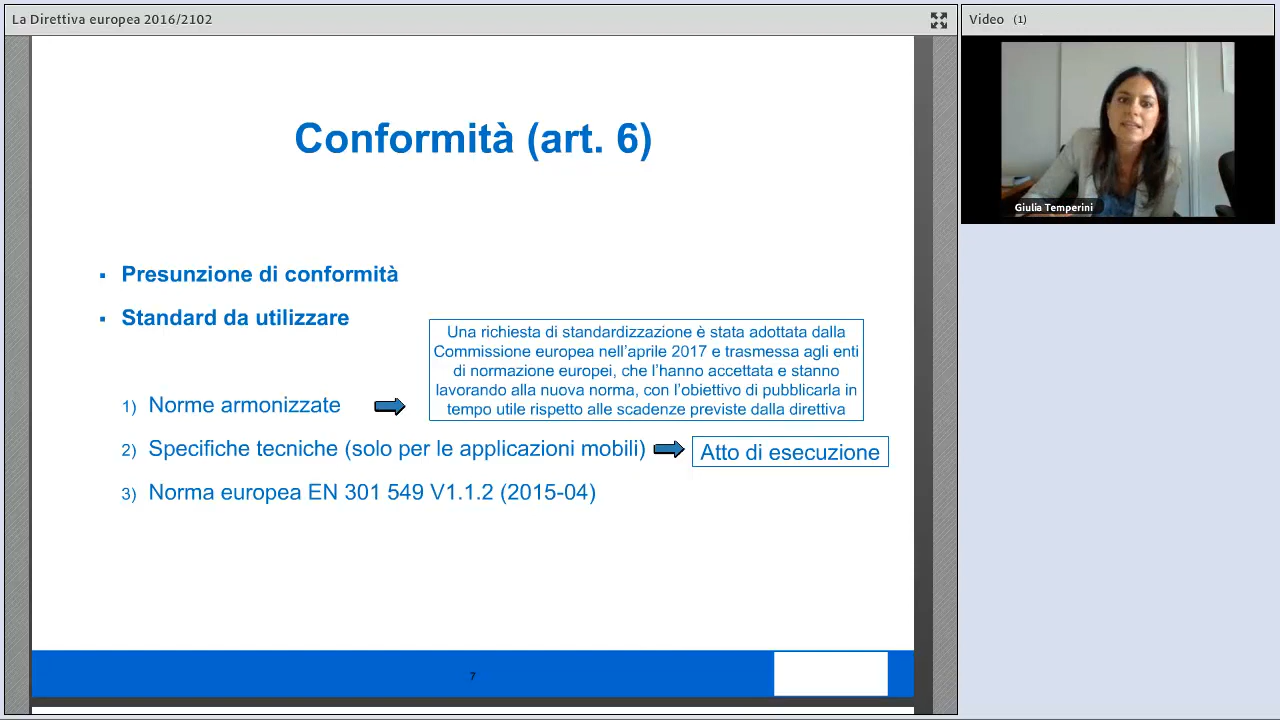 La Direttiva europea 2016/2102
Video (1)
Giulia Temperini
Conformità (art. 6)
▪ Presunzione di conformità
▪ Standard da utilizzare
Una richiesta di standardizzazione è stata adottata dalla
Commissione europea nell'aprile 2017 e trasmessa agli enti
di normazione europei, che l'hanno accettata e stanno
lavorando alla nuova norma, con l'obiettivo di pubblicarla in
tempo utile rispetto alle scadenze previste dalla direttiva
1) Norme armonizzate
2) Specifiche tecniche (solo per le applicazioni mobili)
Atto di esecuzione
3) Norma europea EN 301 549 V1.1.2 (2015-04)
7